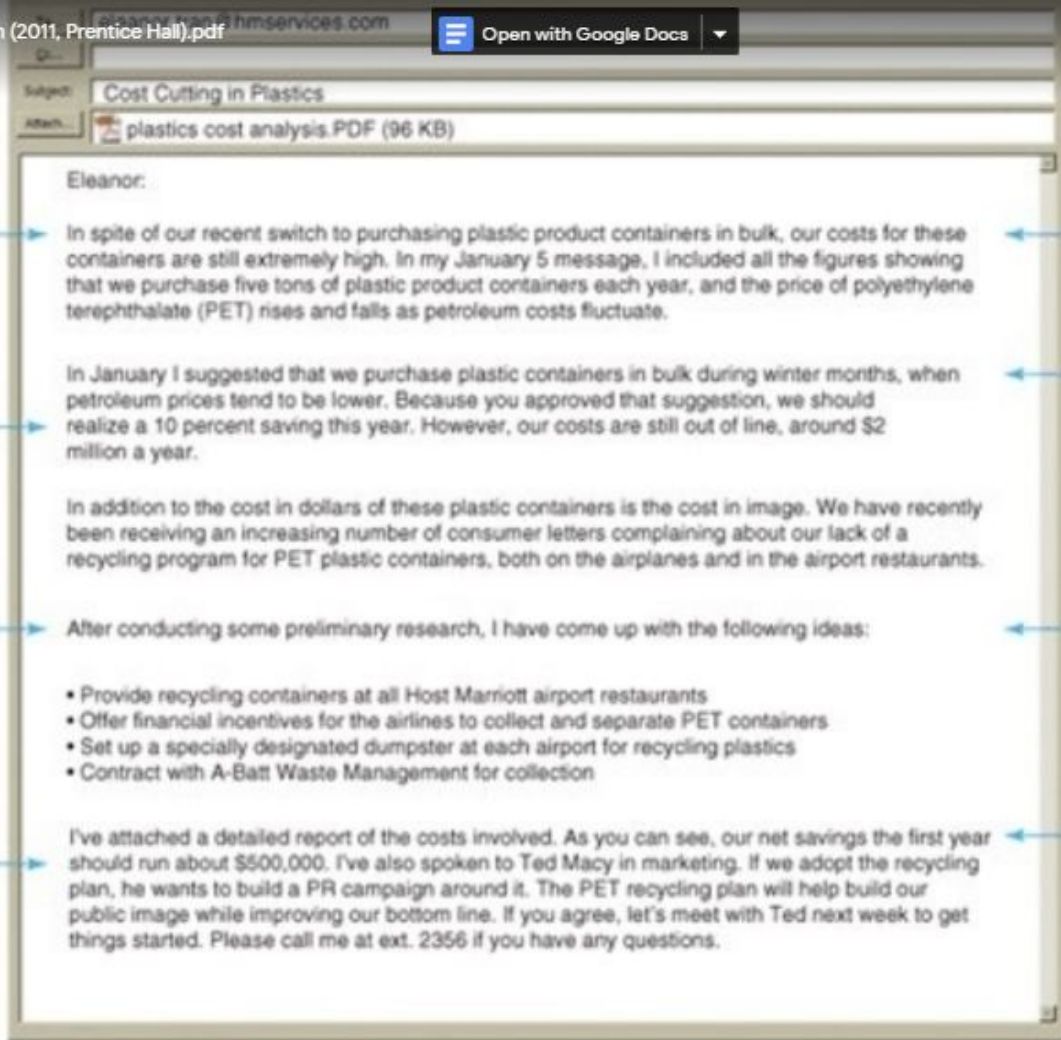 (2011, Prentice Hall).pdf
@hmservices.com
Open with Google Docs
Subject:
Cost Cutting in Plastics
Attach...
plastics cost analysis.PDF (96 KB)
Eleanor:
In spite of our recent switch to purchasing plastic product containers in bulk, our costs for these
containers are still extremely high. In my January 5 message, I included all the figures showing
that we purchase five tons of plastic product containers each year, and the price of polyethylene
terephthalate (PET) rises and falls as petroleum costs fluctuate.
In January I suggested that we purchase plastic containers in bulk during winter months, when
petroleum prices tend to be lower. Because you approved that suggestion, we should
realize a 10 percent saving this year. However, our costs are still out of line, around $2
million a year.
In addition to the cost in dollars of these plastic containers is the cost in image. We have recently
been receiving an increasing number of consumer letters complaining about our lack of a
recycling program for PET plastic containers, both on the airplanes and in the airport restaurants.
After conducting some preliminary research, I have come up with the following ideas:
• Provide recycling containers at all Host Marriott airport restaurants
• Offer financial incentives for the airlines to collect and separate PET containers
• Set up a specially designated dumpster at each airport for recycling plastics
• Contract with A-Batt Waste Management for collection
I've attached a detailed report of the costs involved. As you can see, our net savings the first year
should run about $500,000. I've also spoken to Ted Macy in marketing. If we adopt the recycling
plan, he wants to build a PR campaign around it. The PET recycling plan will help build our
public image while improving our bottom line. If you agree, let's meet with Ted next week to get
things started. Please call me at ext. 2356 if you have any questions.